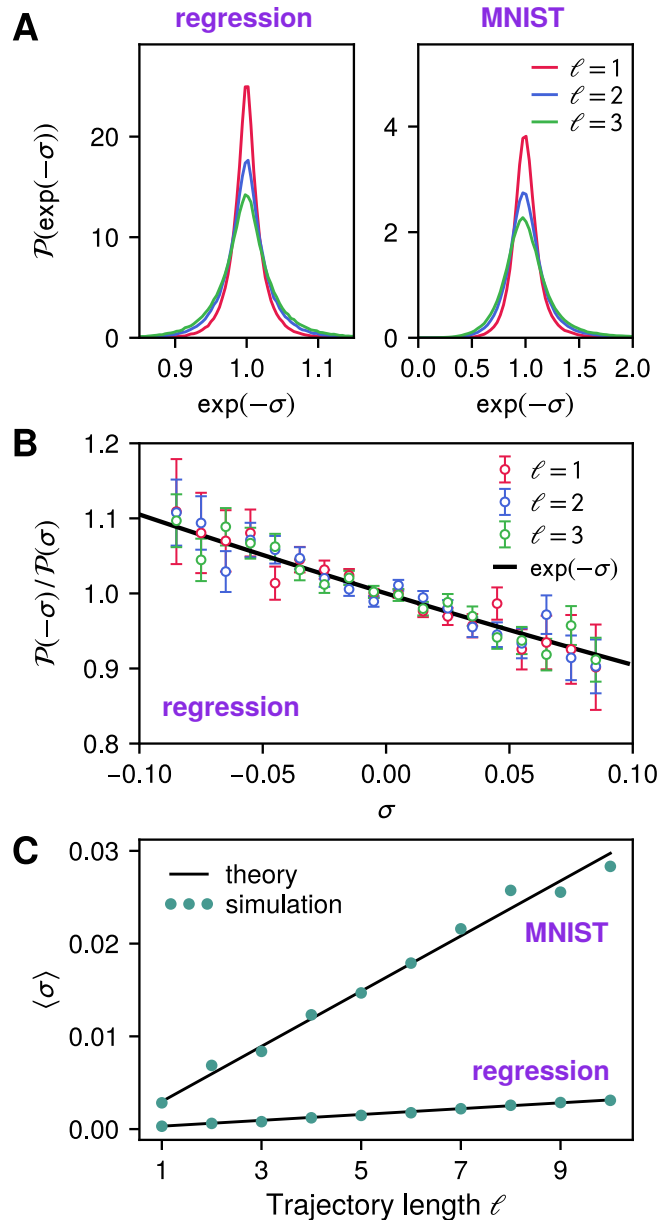 A
regression
MNIST
ℓ = 1
ℓ = 2
ℓ = 3
𝒫(exp(−σ))
20
10
0
4
2
0
0.9 1.0 1.1
0.0 0.5 1.0 1.5 2.0
exp(−σ)
exp(−σ)
B
ℓ = 1
ℓ = 2
ℓ = 3
exp(−σ)
regression
𝒫(−σ)/𝒫(σ)
1.2
1.1
1.0
0.9
0.8
−0.10 −0.05 0.00 0.05 0.10
σ
C
theory
simulation
MNIST
regression
⟨σ⟩
0.03
0.02
0.01
0.00
1 3 5 7 9
Trajectory length ℓ